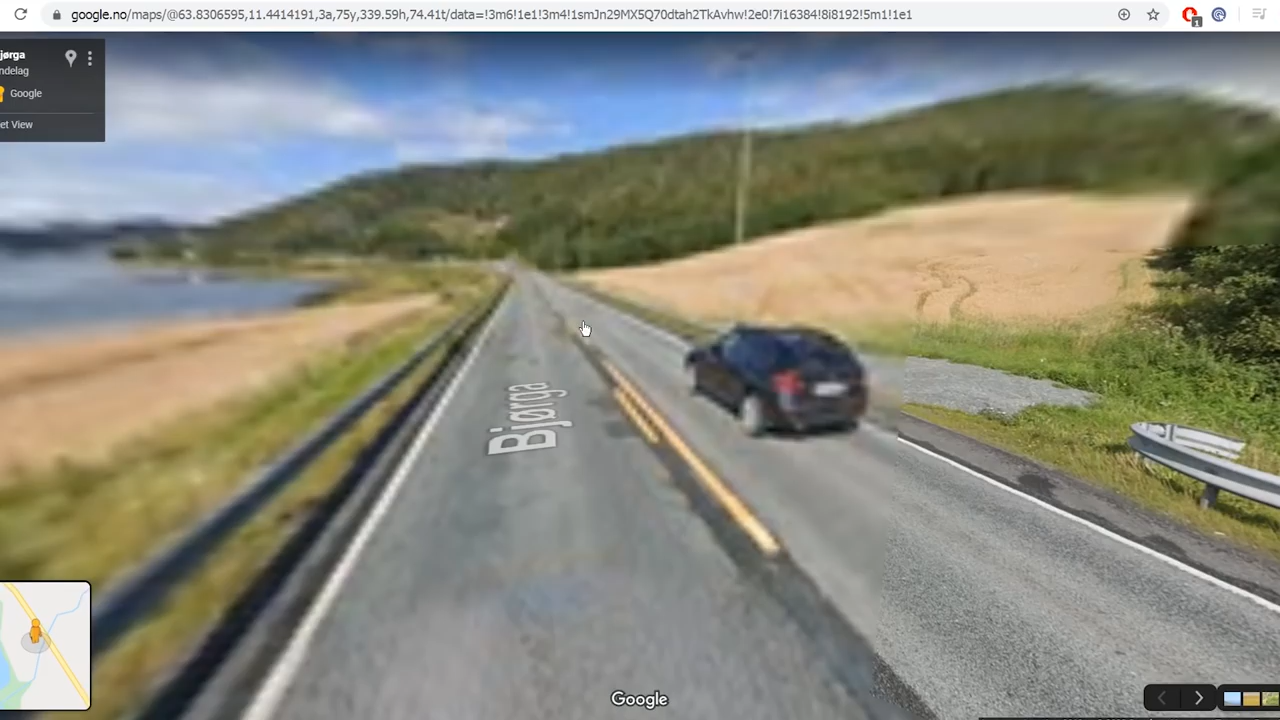 google.no/maps/@63.8306595,11.4414191,3a,75y,339.59h,74.41t/data=!3m6!1e1!3m4!1smJn29MX5Q70dtah2TkAvhw!2e0!7i16384!8i8192!5m1!1e1
1
jørga
ndelag
Google
et View
Bjørga
Google